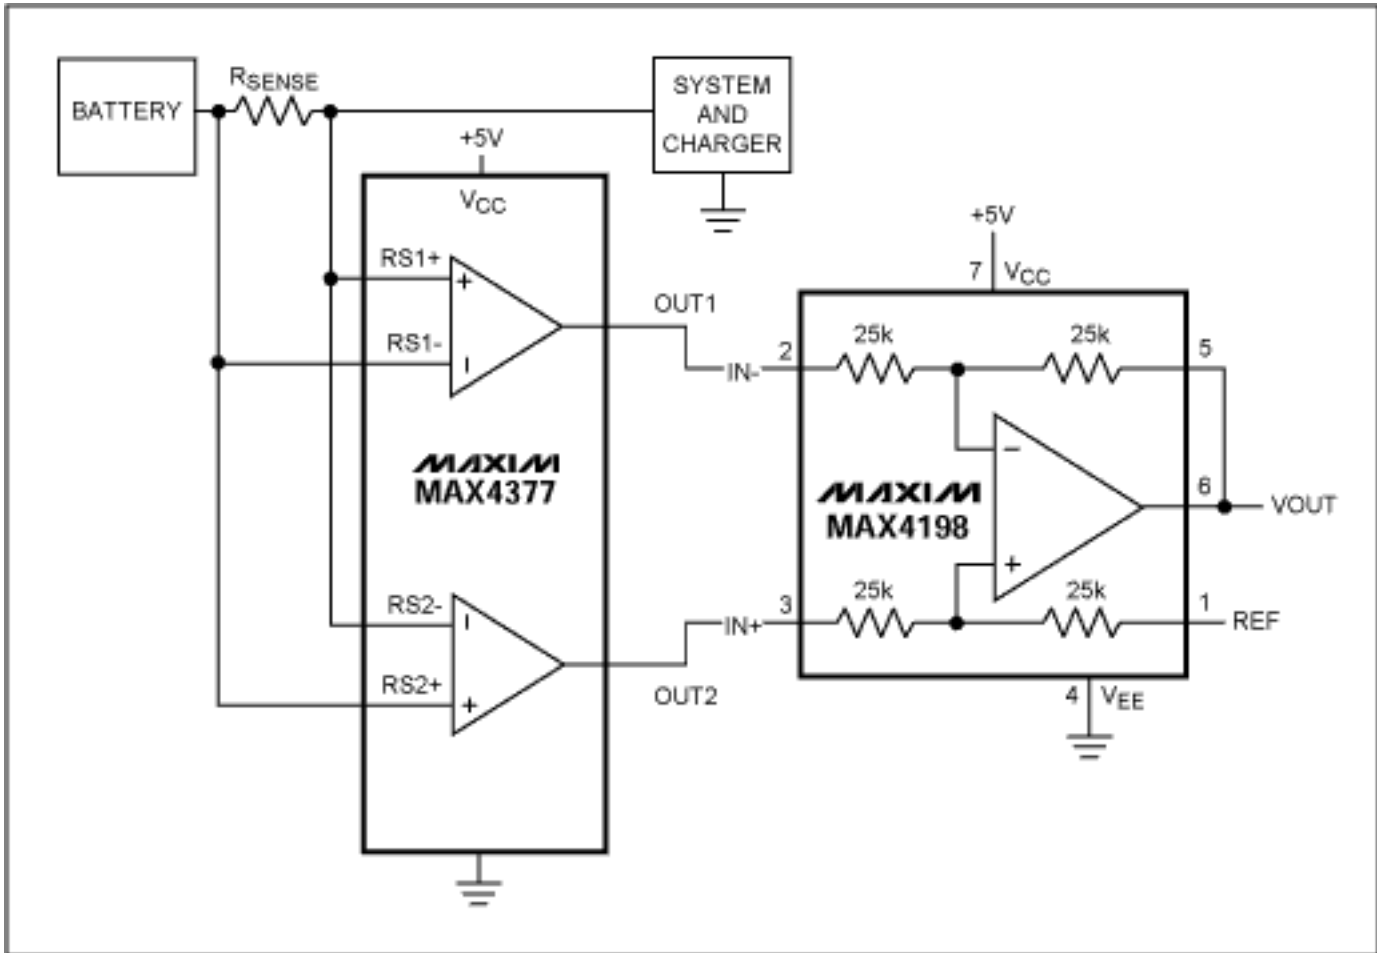 BATTERY
RSENSE
SYSTEM
AND
CHARGER
+5V
VCC
RS1+
RS1-
OUT1
MAXIM
MAX4377
RS2-
RS2+
OUT2
+5V
7 VCC
2
IN-
25k
25k
5
MAXIM
MAX4198
-
+
6
VOUT
3
IN+
25k
25k
1
REF
4 VEE